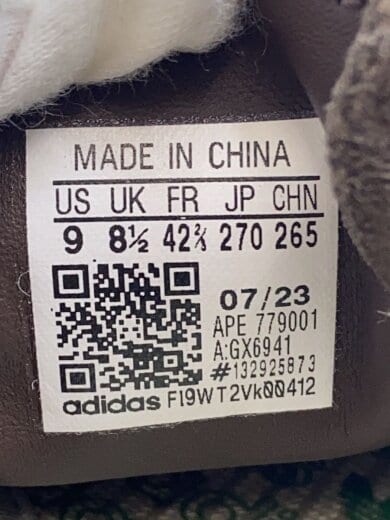 MADE IN CHINA
US UK FR JP CHN
9 8½ 42⅔ 270 265
07/23
APE 779001
A:GX6941
#132925873
adidas F19WT2Vk00412